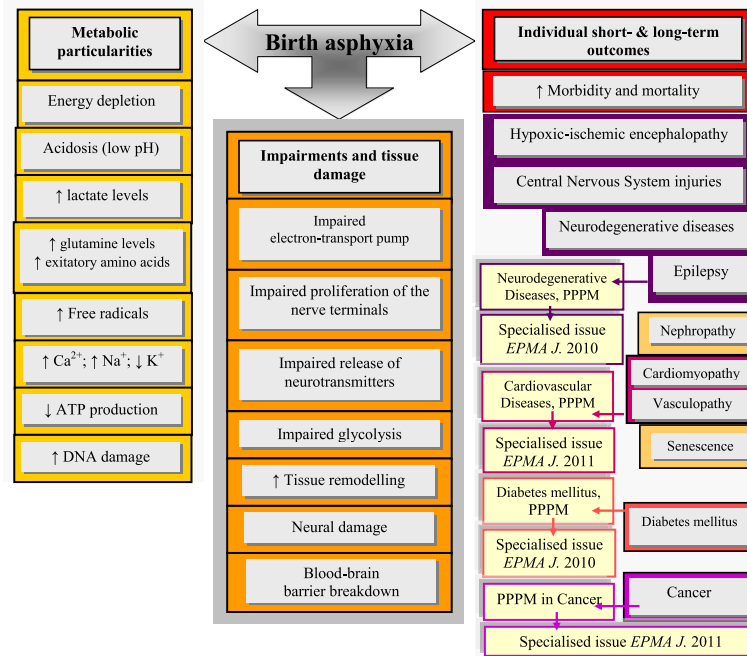 Birth asphyxia
Metabolic
particularities
Energy depletion
Acidosis (low pH)
↑ lactate levels
↑ glutamine levels
↑ exitatory amino acids
↑ Free radicals
↑ Ca²⁺; ↑ Na⁺; ↓ K⁺
↓ ATP production
↑ DNA damage
Impairments and tissue
damage
Impaired
electron-transport pump
Impaired proliferation of the
nerve terminals
Impaired release of
neurotransmitters
Impaired glycolysis
↑ Tissue remodelling
Neural damage
Blood-brain
barrier breakdown
Individual short- & long-term
outcomes
↑ Morbidity and mortality
Hypoxic-ischemic encephalopathy
Central Nervous System injuries
Neurodegenerative diseases
Epilepsy
Neurodegenerative
Diseases, PPPM
Specialised issue
EPMA J. 2010
Nephropathy
Cardiomyopathy
Vasculopathy
Cardiovascular
Diseases, PPPM
Specialised issue
EPMA J. 2011
Senescence
Diabetes mellitus,
PPPM
Diabetes mellitus
Specialised issue
EPMA J. 2010
Cancer
PPPM in Cancer
Specialised issue EPMA J. 2011